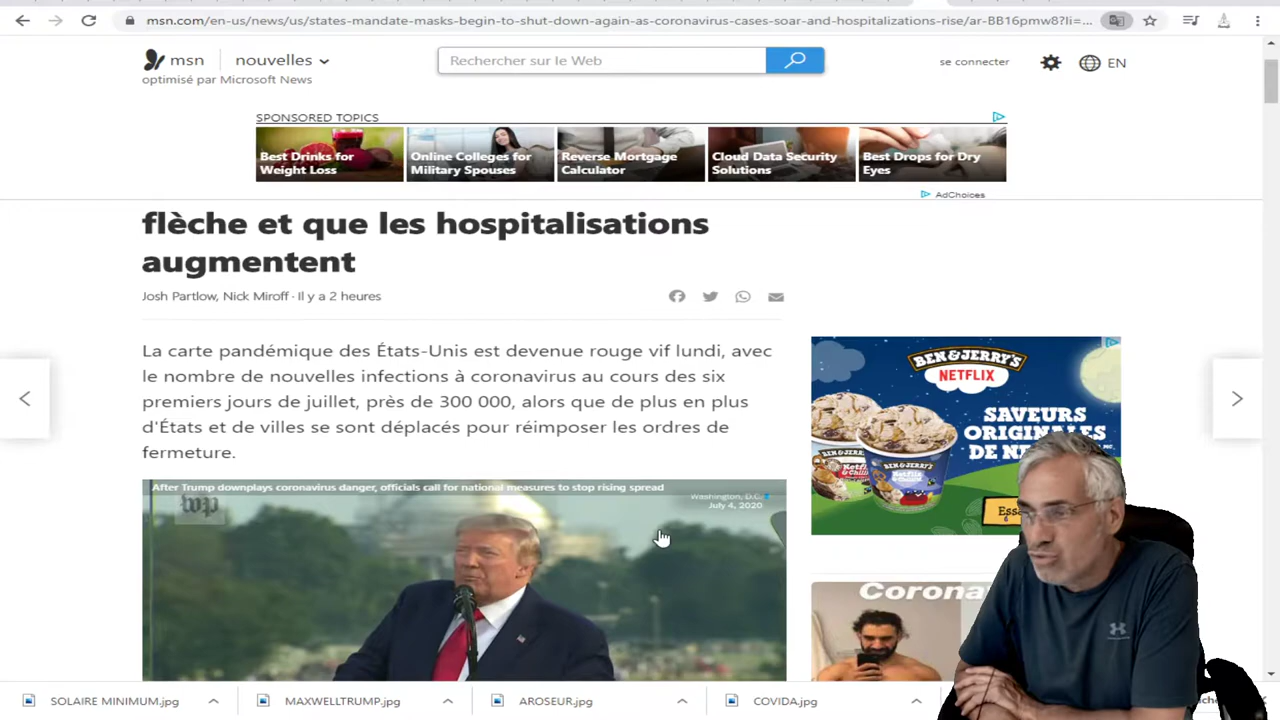 msn.com/en-us/news/us/states-mandate-masks-begin-to-shut-down-again-as-coronavirus-cases-soar-and-hospitalizations-rise/ar-BB16pmw8?li=...
msn nouvelles
optimisé par Microsoft News
Rechercher sur le Web
se connecter
EN
SPONSORED TOPICS
Best Drinks for Weight Loss
Online Colleges for Military Spouses
Reverse Mortgage Calculator
Cloud Data Security Solutions
Best Drops for Dry Eyes
AdChoices
flèche et que les hospitalisations
augmentent
Josh Partlow, Nick Miroff · Il y a 2 heures
La carte pandémique des États-Unis est devenue rouge vif lundi, avec
le nombre de nouvelles infections à coronavirus au cours des six
premiers jours de juillet, près de 300 000, alors que de plus en plus
d'États et de villes se sont déplacés pour réimposer les ordres de
fermeture.
BEN & JERRY'S
NETFLIX
SAVEURS
ORIGINALES
DE
After Trump downplays coronavirus danger, officials call for national measures to stop rising spread
wp
Washington, D.C.
July 4, 2020
Corona
SOLAIRE MINIMUM.jpg
MAXWELLTRUMP.jpg
AROSEUR.jpg
COVIDA.jpg